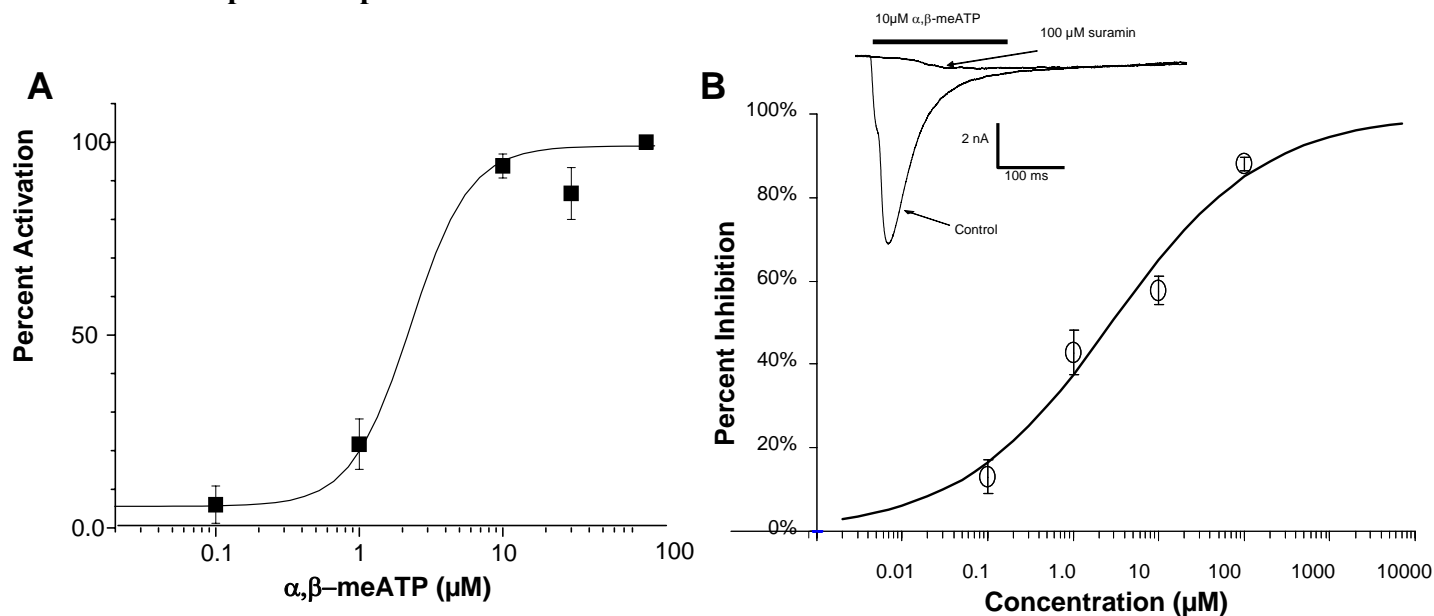 A
Percent Activation
100
50
0.0
0.1
1
10
100
α,β–meATP (µM)
10µM α,β-meATP
100 µM suramin
B
Percent Inhibition
100%
80%
60%
40%
20%
0%
2 nA
100 ms
Control
0.01
0.1
1.0
10
100
1000
10000
Concentration (µM)